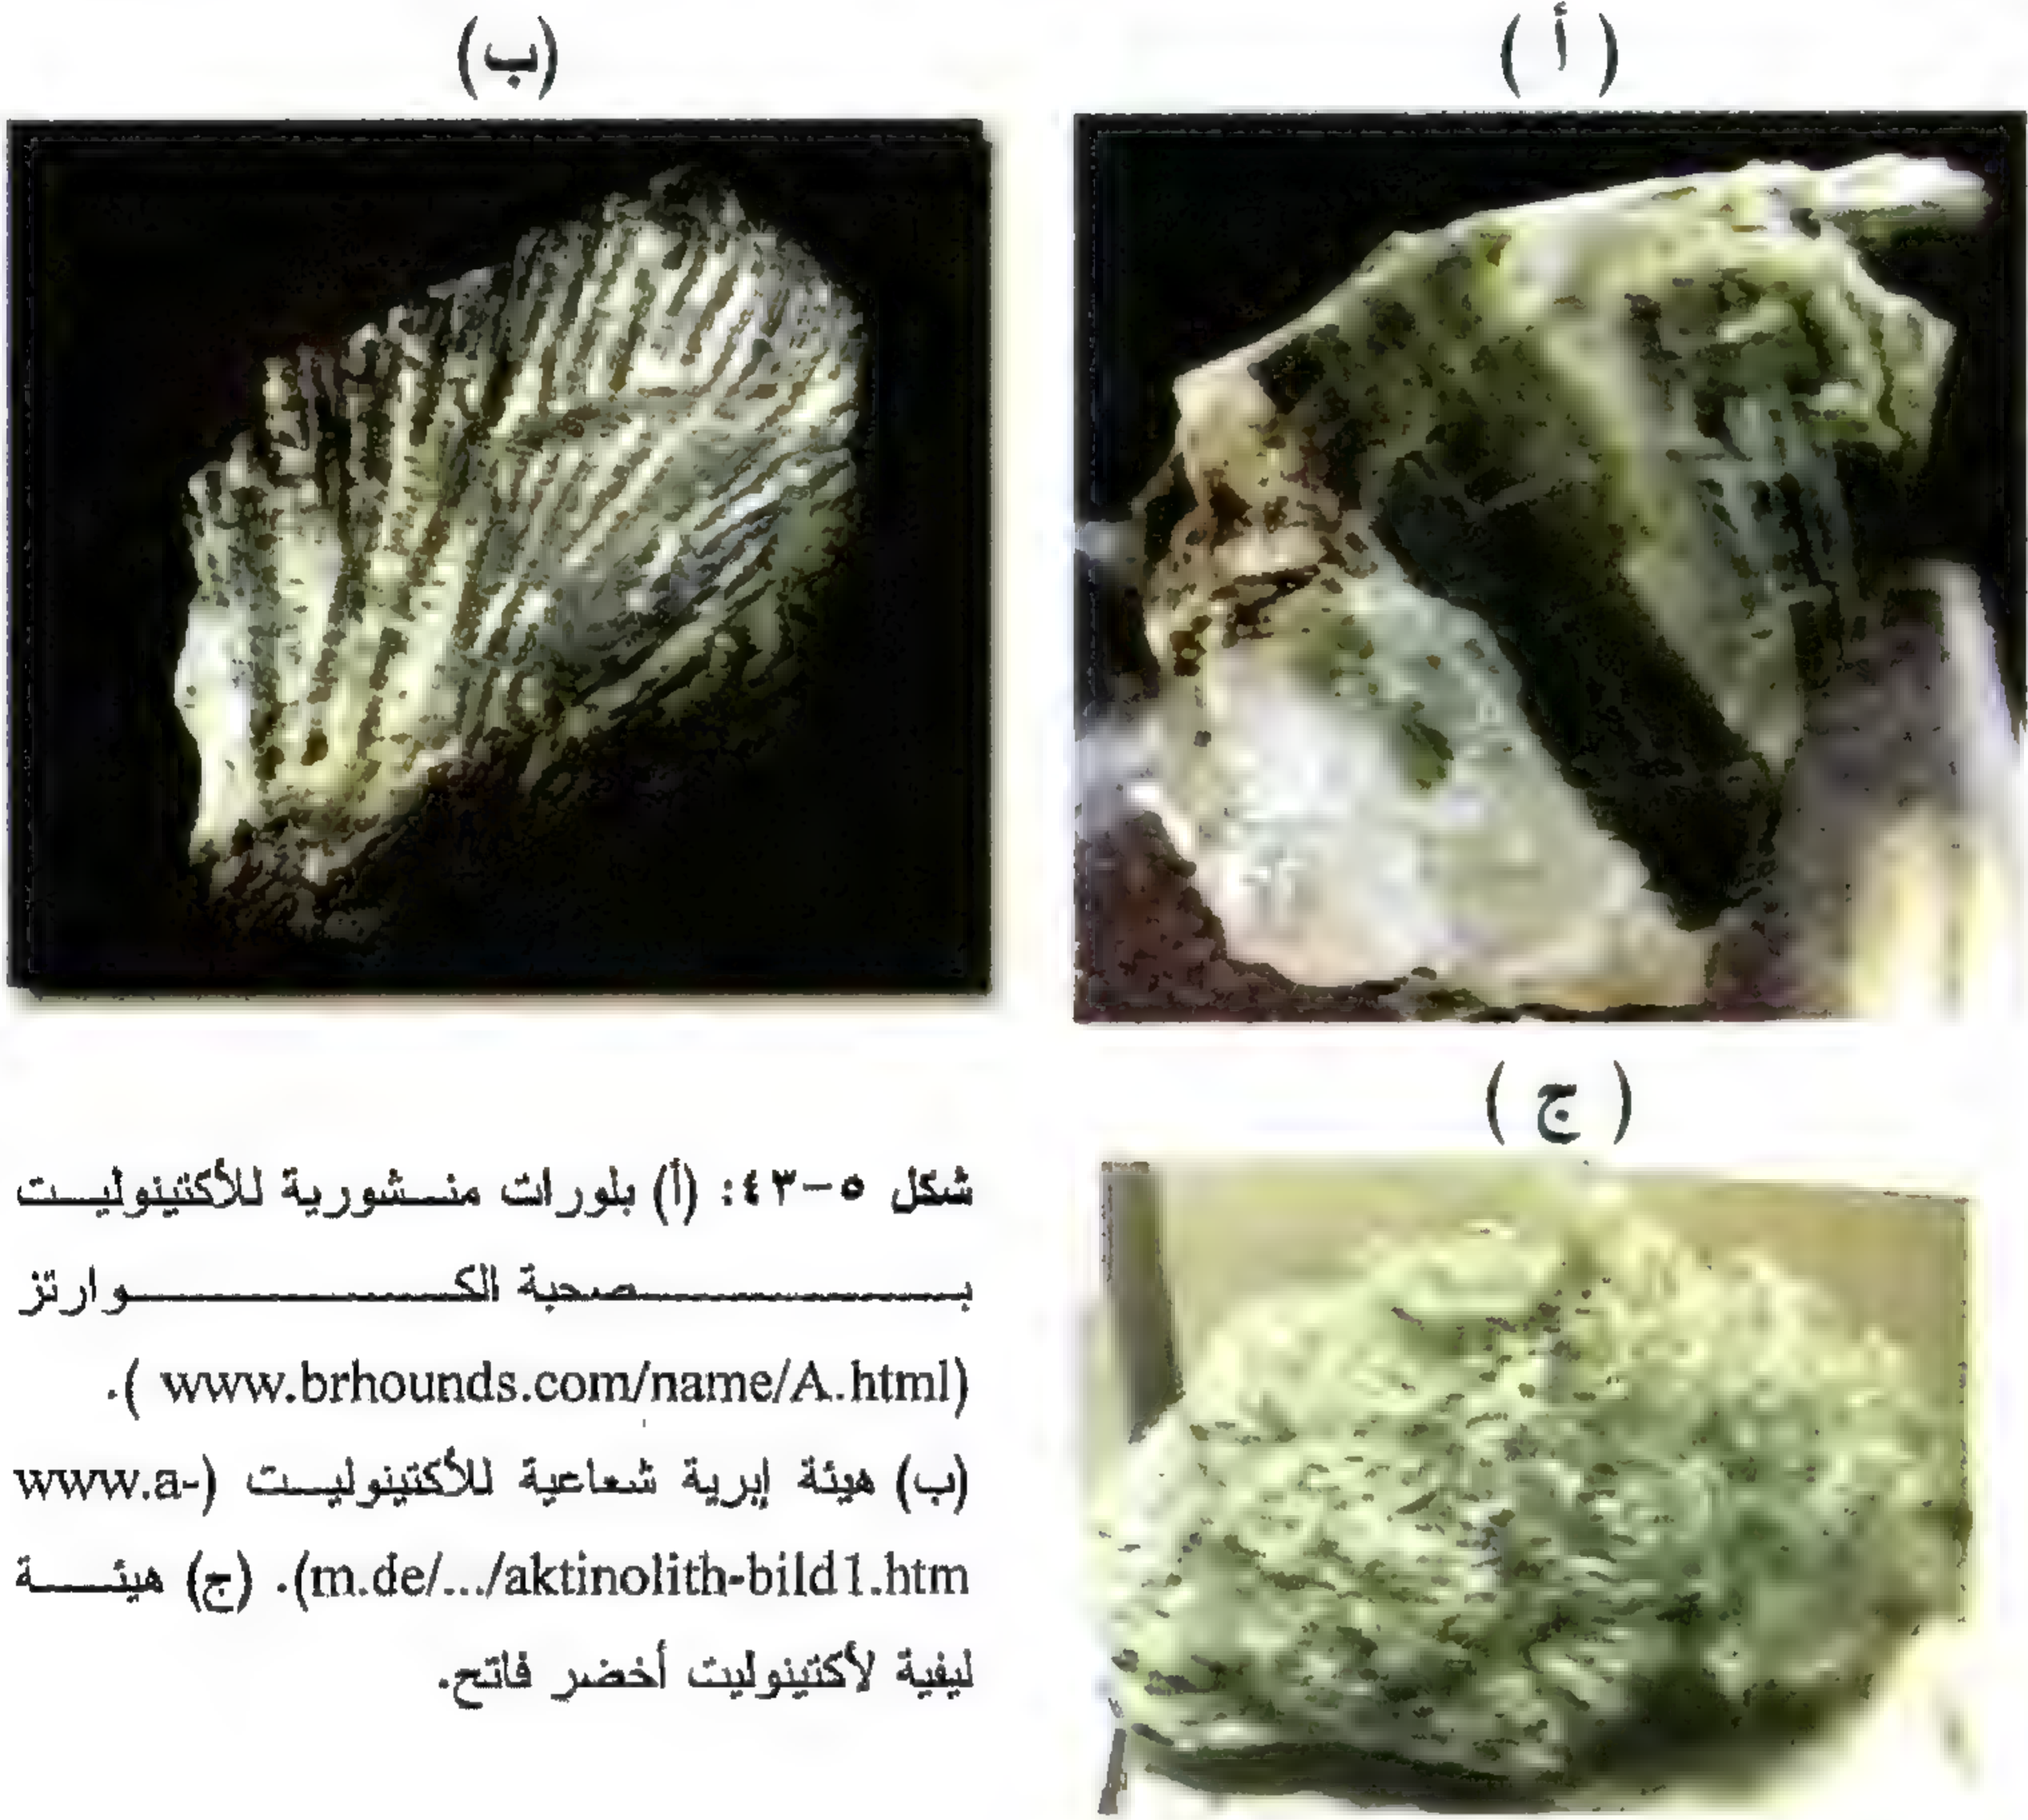 ( أ )
(ب)
( ج )
شكل ٥-٤٣: (أ) بلورات منشورية للأكتينوليت
بصحبة الكوارتز
(www.brhounds.com/name/A.html ).
(ب) هيئة إبرية شعاعية للأكتينوليت (www.a-
m.de/.../aktinolith-bild1.htm). (ج) هيئة
ليفية لأكتينوليت أخضر فاتح.